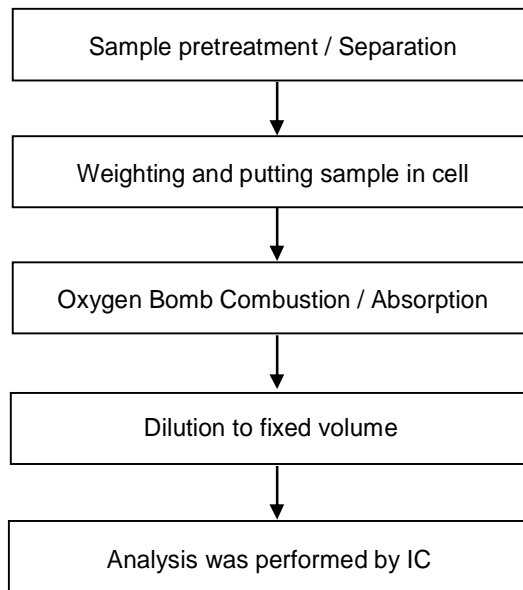 Sample pretreatment / Separation
Weighting and putting sample in cell
Oxygen Bomb Combustion / Absorption
Dilution to fixed volume
Analysis was performed by IC